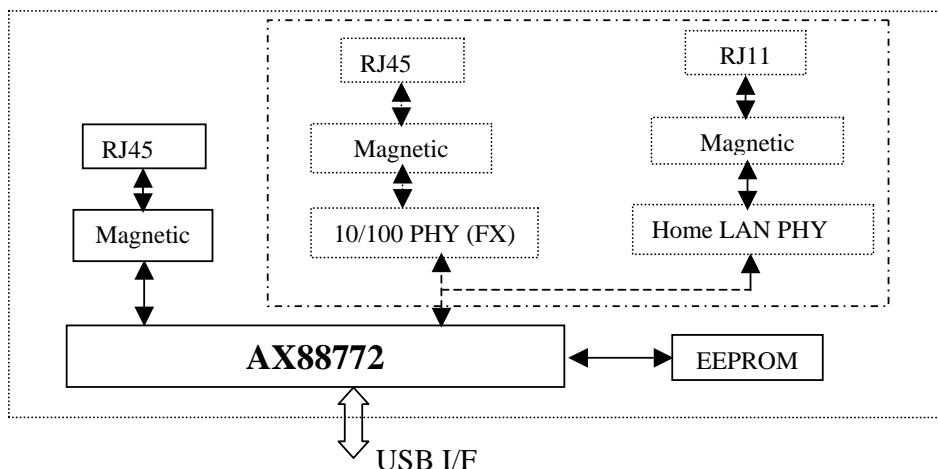 RJ45
RJ11
Magnetic
Magnetic
RJ45
Magnetic
10/100 PHY (FX)
Home LAN PHY
AX88772
EEPROM
USB I/F